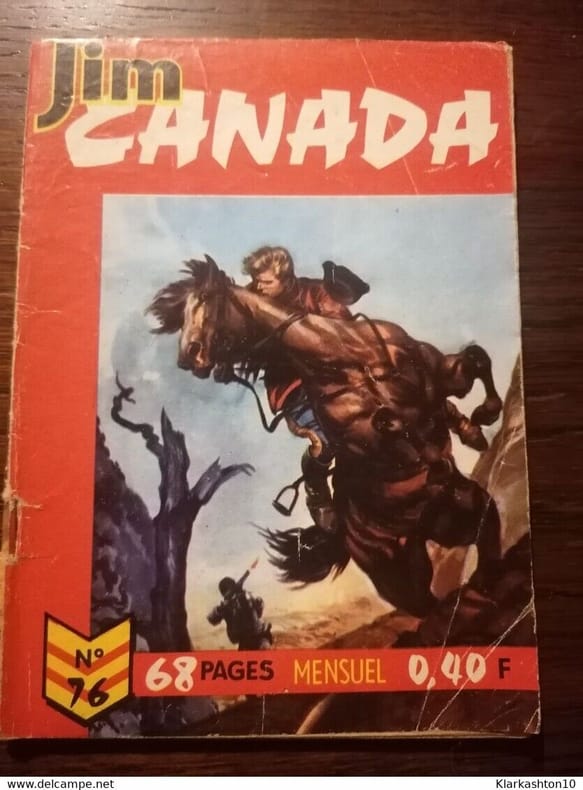 Jim
CANADA
N° 76
68 PAGES MENSUEL 0,40 F
www.delcampe.net
Klarkashton10